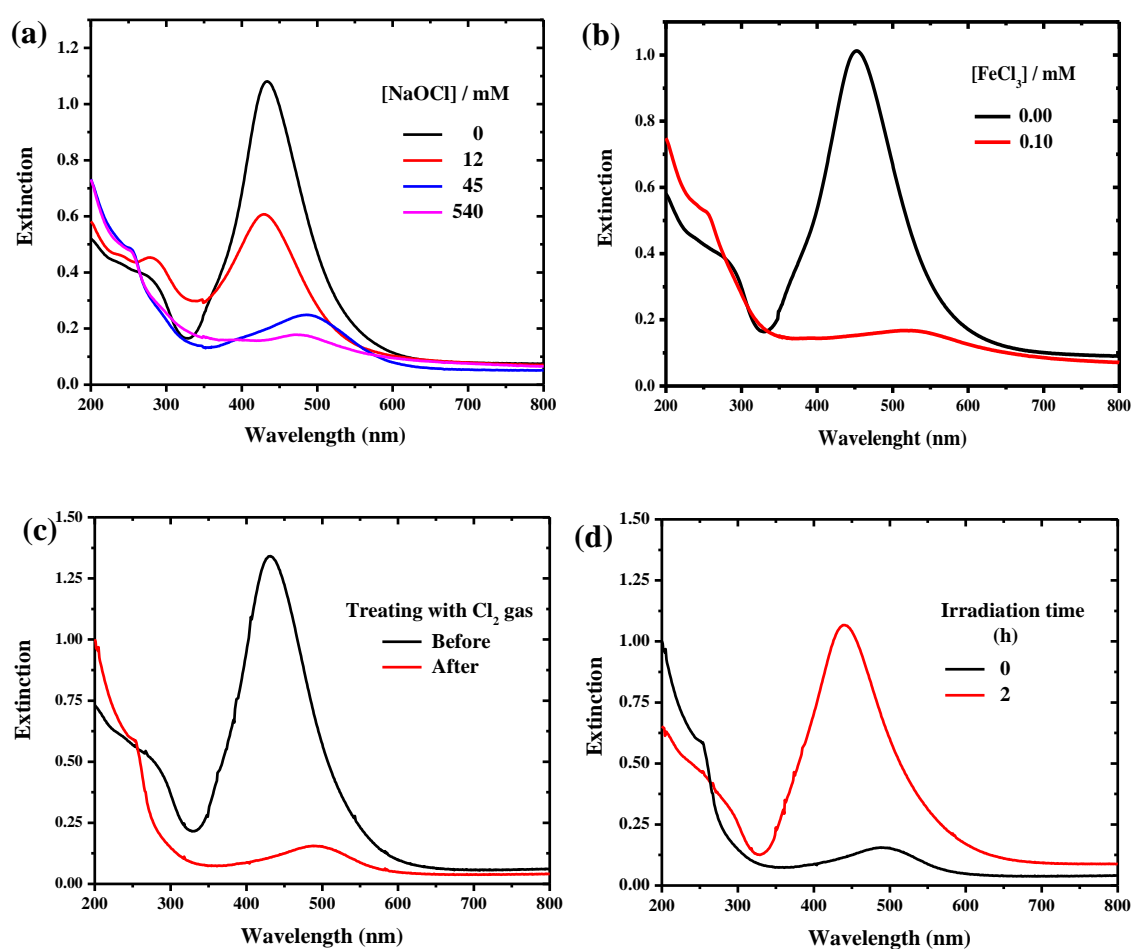 (a)
1.2
1.0
0.8
0.6
0.4
0.2
0.0
Extinction
[NaOCl] / mM
0
12
45
540
200 300 400 500 600 700 800
Wavelength (nm)
(b)
1.0
0.8
0.6
0.4
0.2
0.0
Extinction
[FeCl₃] / mM
0.00
0.10
200 300 400 500 600 700 800
Wavelenght (nm)
(c)
1.50
1.25
1.00
0.75
0.50
0.25
0.00
Extinction
Treating with Cl₂ gas
Before
After
200 300 400 500 600 700 800
Wavelength (nm)
(d)
1.50
1.25
1.00
0.75
0.50
0.25
0.00
Extinction
Irradiation time
(h)
0
2
200 300 400 500 600 700 800
Wavelength (nm)